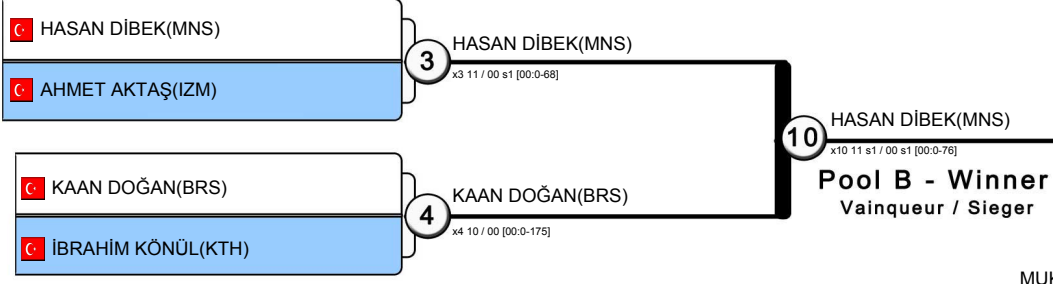 HASAN DİBEK(MNS)
AHMET AKTAŞ(IZM)
3
HASAN DİBEK(MNS)
x3 11 / 00 s1 [00:0-68]
KAAN DOĞAN(BRS)
İBRAHİM KÖNÜL(KTH)
4
KAAN DOĞAN(BRS)
x4 10 / 00 [00:0-175]
10
HASAN DİBEK(MNS)
x10 11 s1 / 00 s1 [00:0-76]
Pool B - Winner
Vainqueur / Sieger